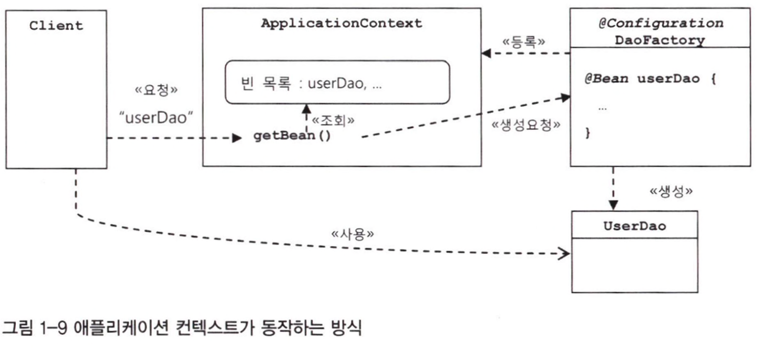 Client
ApplicationContext
@Configuration
DaoFactory
«등록»
@Bean userDao {
...
}
«요청»
"userDao"
빈 목록 : userDao, ...
«조회»
getBean()
«생성요청»
«생성»
UserDao
«사용»
그림 1-9 애플리케이션 컨텍스트가 동작하는 방식